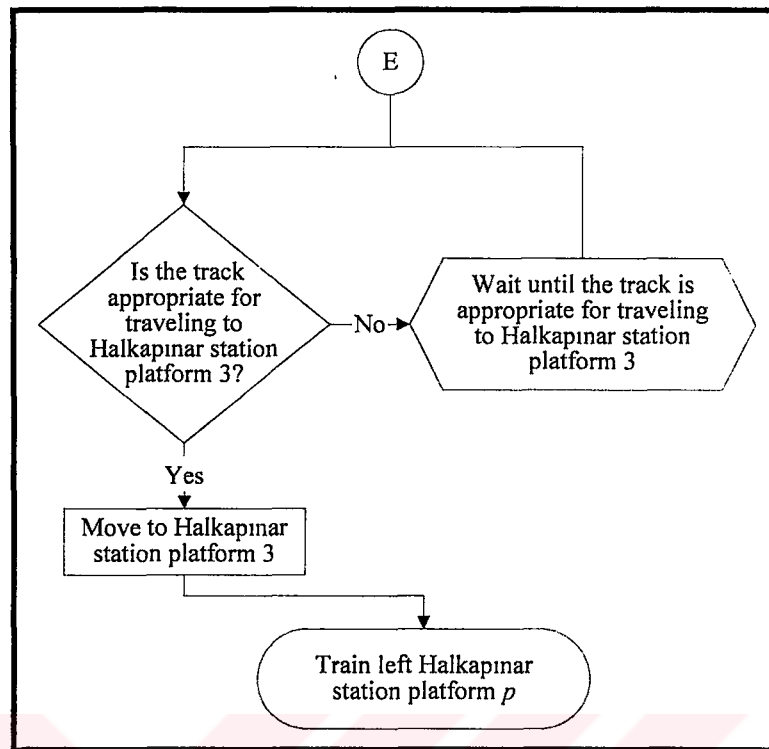 E
Is the track
appropriate for
traveling to
Halkapınar station
platform 3?
No
Wait until the track is
appropriate for traveling
to Halkapınar station
platform 3
Yes
Move to Halkapınar
station platform 3
Train left Halkapınar
station platform p